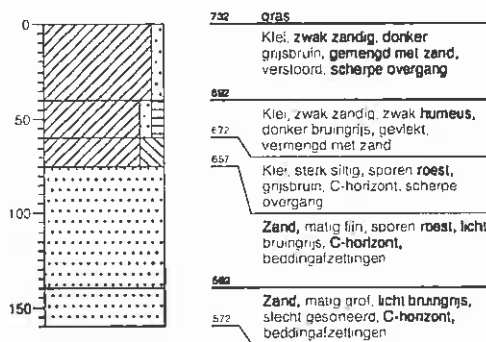 0
50
100
150
732 gras
Klei, zwak zandig, donker
grijsbruin, gemengd met zand,
verstoord, scherpe overgang
692
Klei, zwak zandig, zwak humeus,
donker bruingrijs, gevlekt,
vermengd met zand
672
657
Klei, sterk siltig, sporen roest,
grijsbruin, C-horizont, scherpe
overgang
Zand, matig fijn, sporen roest, licht
bruingrijs, C-horizont,
beddingafzettingen
592
Zand, matig grof, licht bruingrijs,
slecht gesorteerd, C-horizont,
beddingafzettingen
572